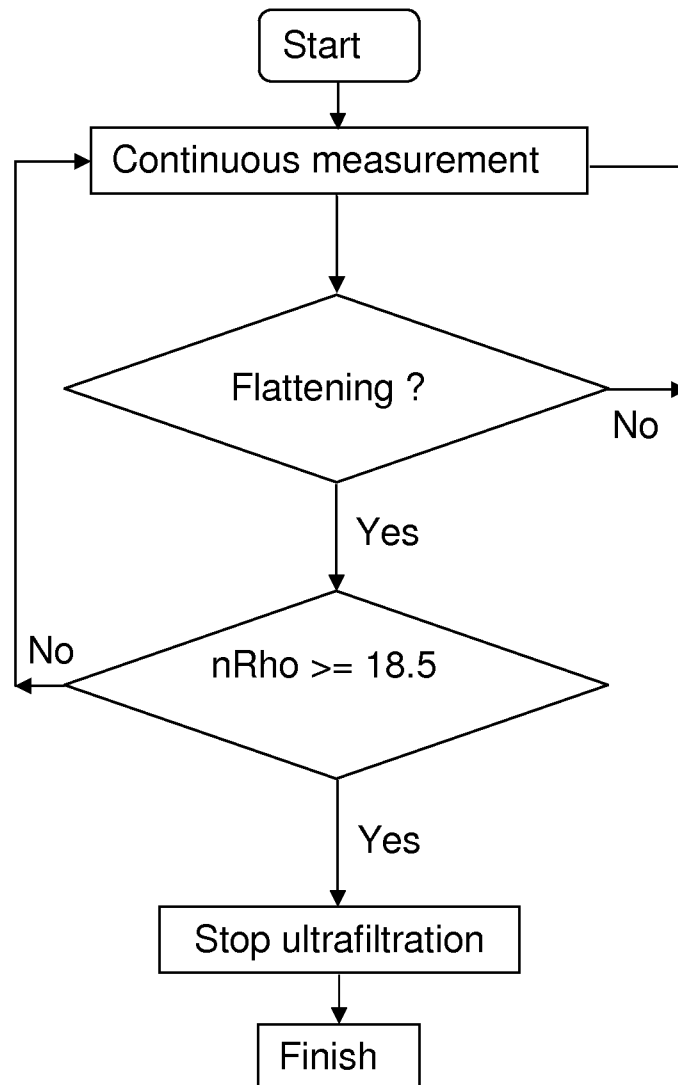 Start
Continuous measurement
Flattening ?
No
Yes
No
nRho >= 18.5
Yes
Stop ultrafiltration
Finish